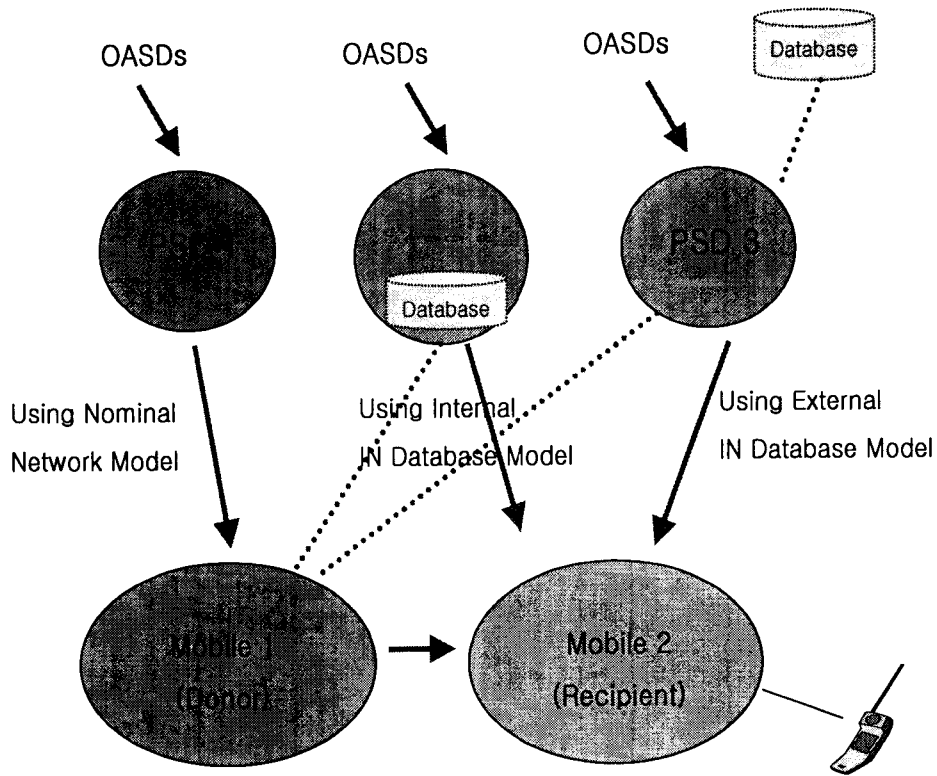 OASDs
OASDs
OASDs
Database
PSD 3
Database
Using Nominal
Network Model
Using Internal
IN Database Model
Using External
IN Database Model
Mobile 1
(Donor)
Mobile 2
(Recipient)